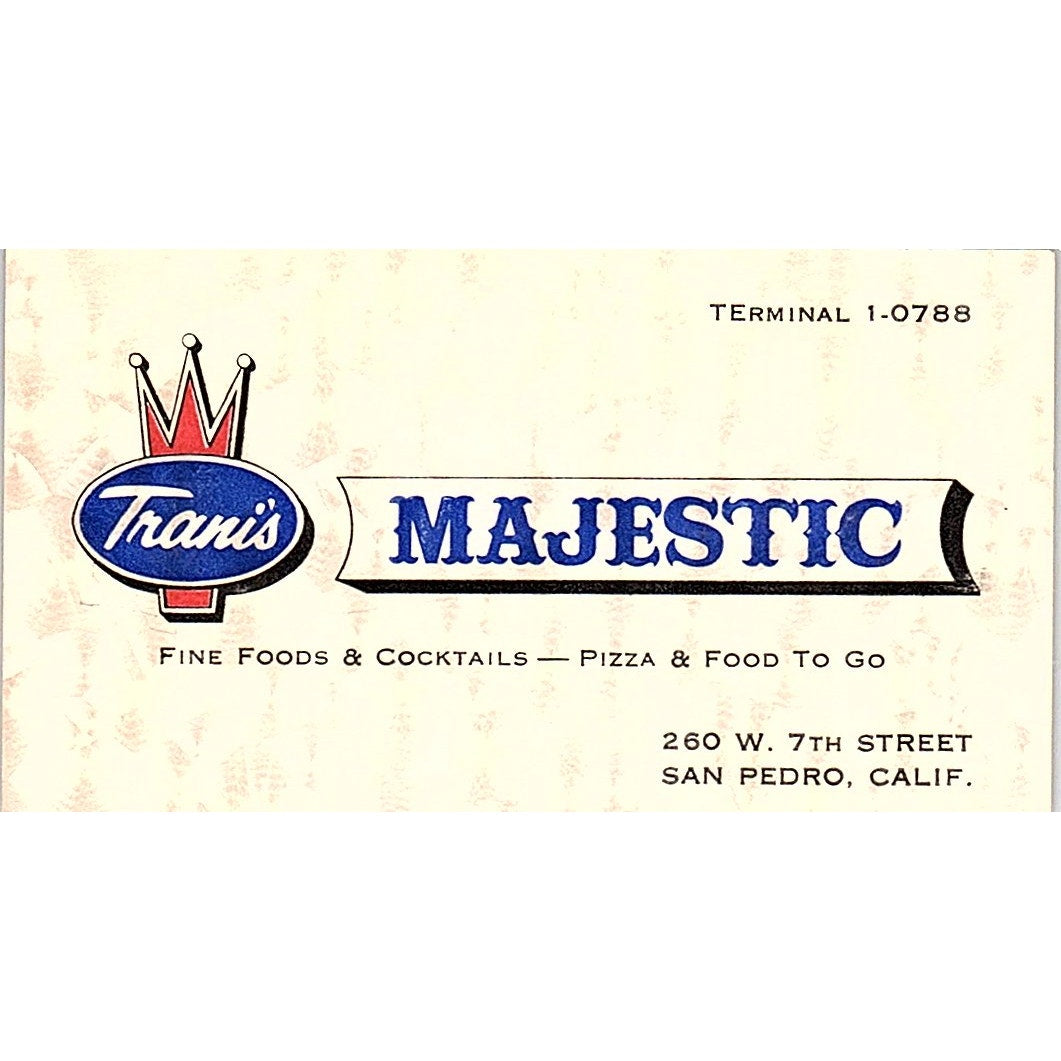 TERMINAL 1-0788
Trani's
MAJESTIC
FINE FOODS & COCKTAILS — PIZZA & FOOD TO GO
260 W. 7TH STREET
SAN PEDRO, CALIF.